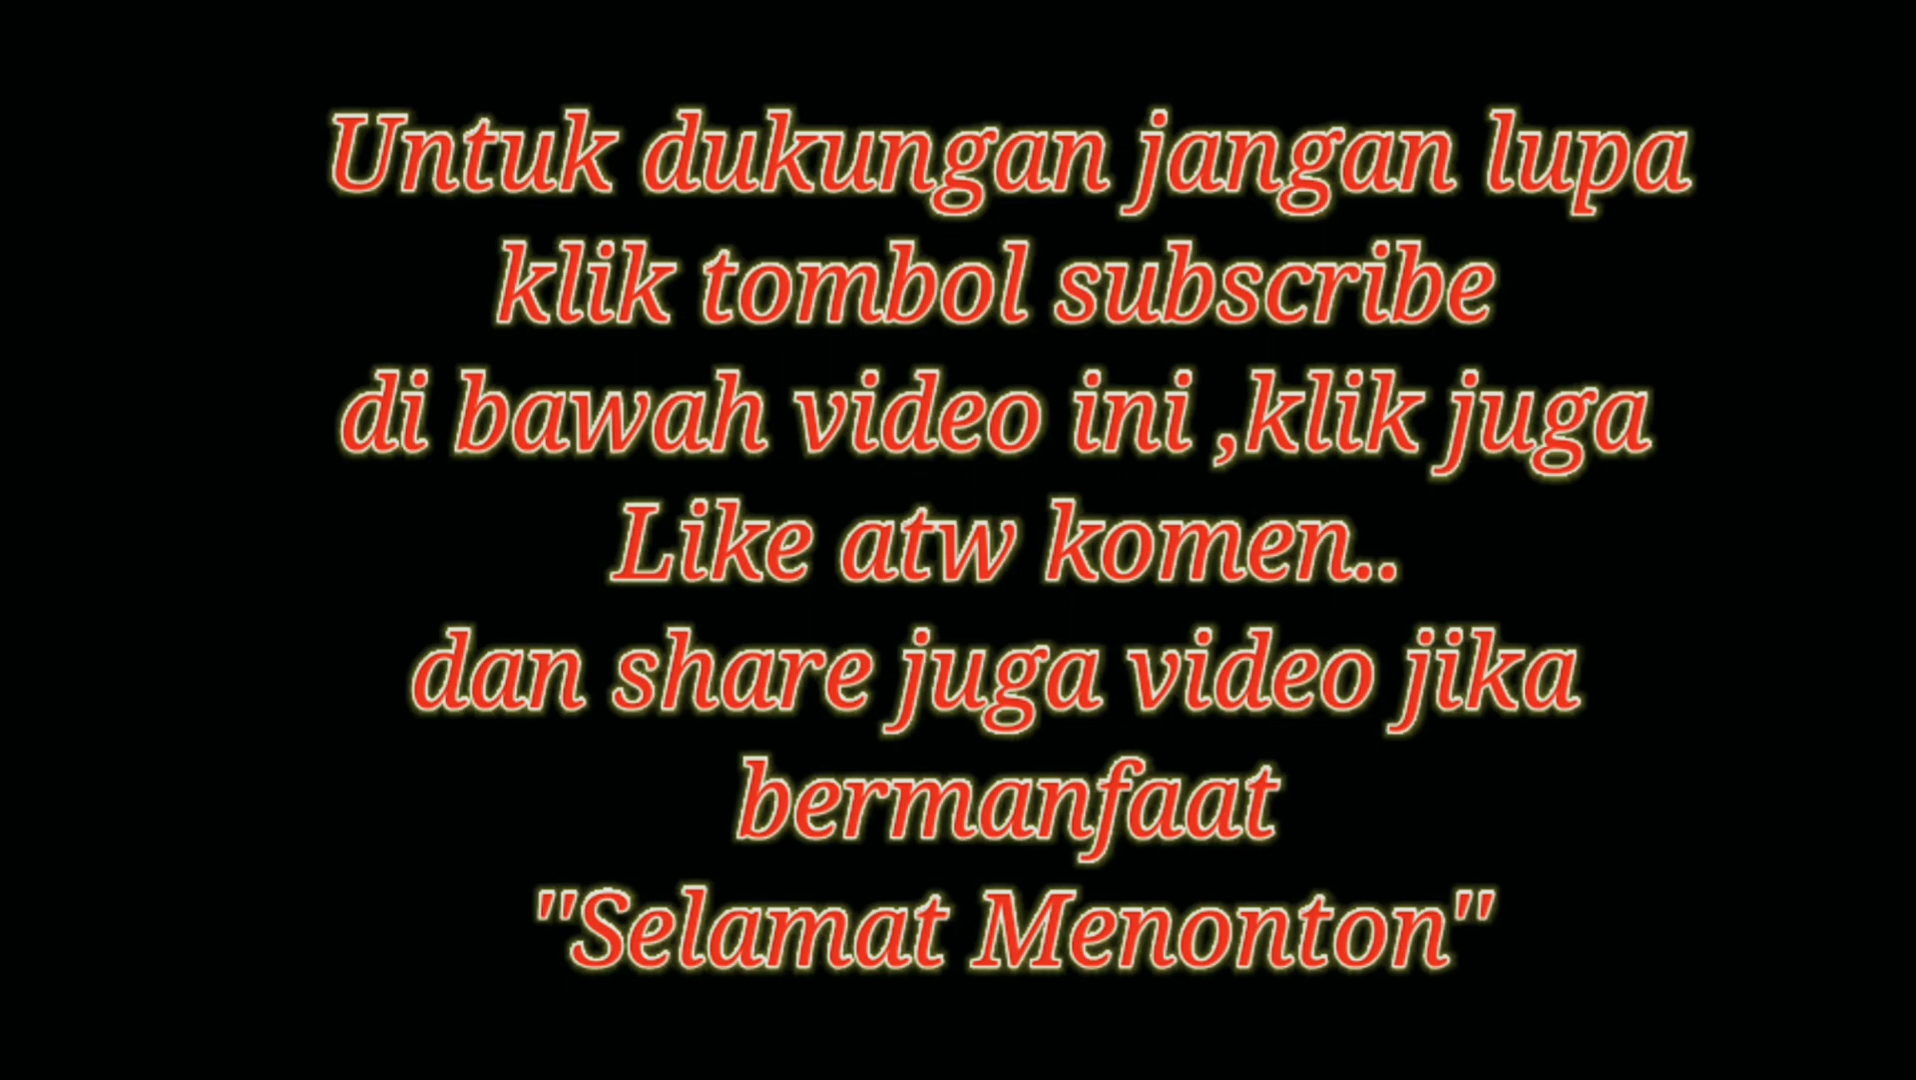 Untuk dukungan jangan lupa
klik tombol subscribe
di bawah video ini ,klik juga
Like atw komen..
dan share juga video jika
bermanfaat
"Selamat Menonton"